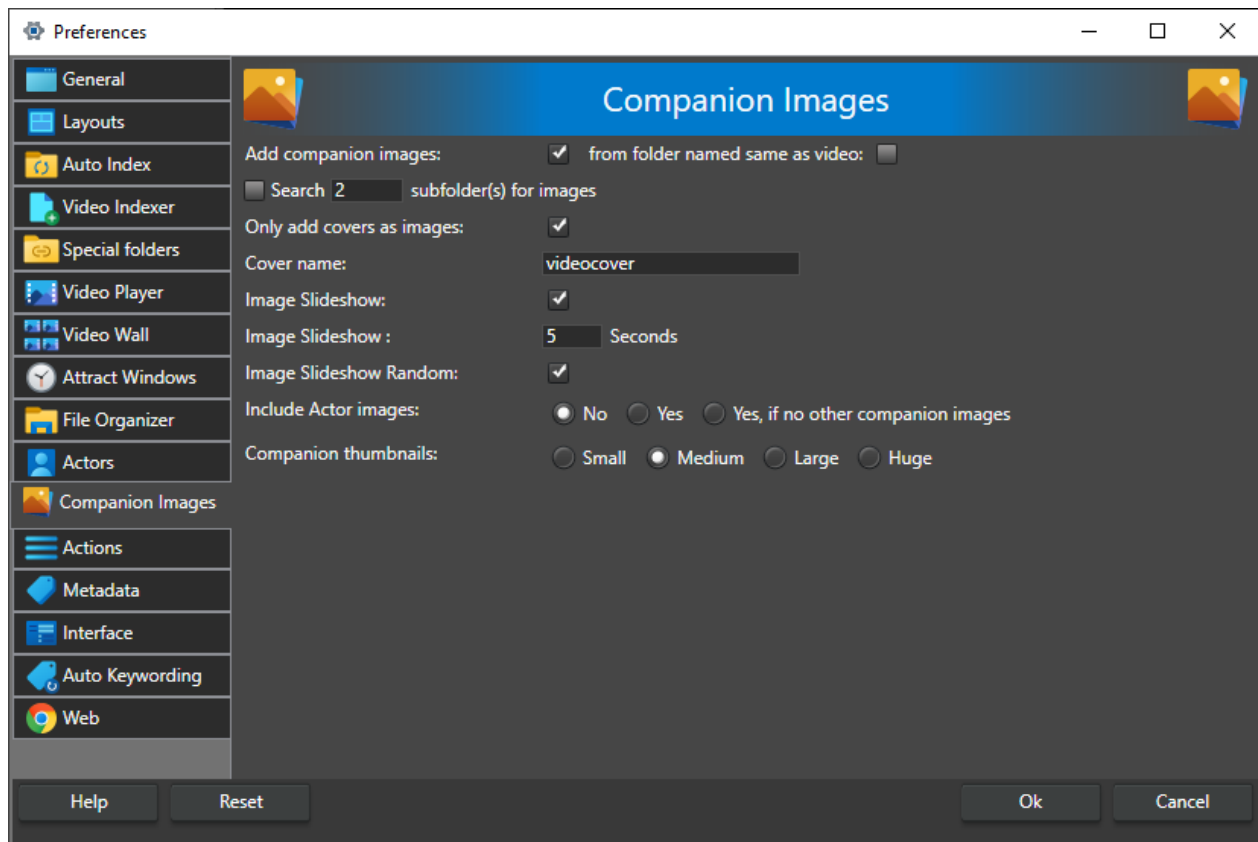 Preferences
General
Layouts
Auto Index
Video Indexer
Special folders
Video Player
Video Wall
Attract Windows
File Organizer
Actors
Companion Images
Actions
Metadata
Interface
Auto Keywording
Web
Companion Images
Add companion images: from folder named same as video:
Search 2 subfolder(s) for images
Only add covers as images:
Cover name: videocover
Image Slideshow:
Image Slideshow : 5 Seconds
Image Slideshow Random:
Include Actor images: No Yes Yes, if no other companion images
Companion thumbnails: Small Medium Large Huge
Help Reset Ok Cancel